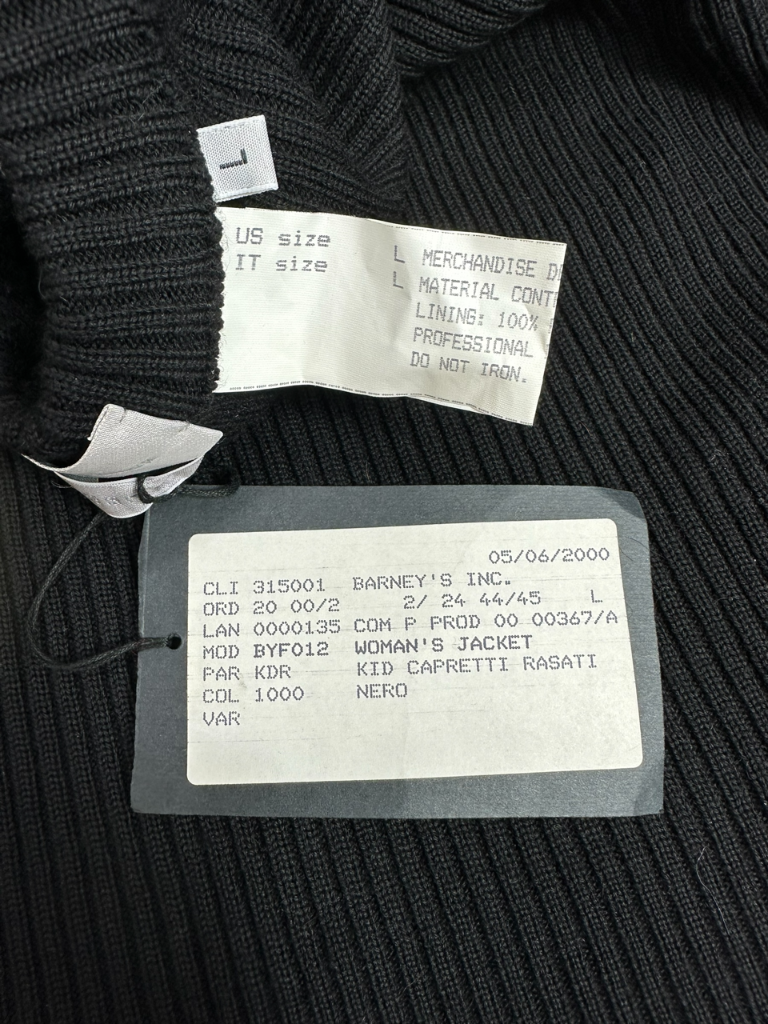 L
US size L
IT size L
MERCHANDISE
MATERIAL
LINING: 100%
PROFESSIONAL
DO NOT IRON.
05/06/2000
CLI 315001 BARNEY'S INC.
ORD 20 00/2 2/ 24 44/45 L
LAN 0000135 COM P PROD 00 00367/A
MOD BYF012 WOMAN'S JACKET
PAR KDR KID CAPRETTI RASATI
COL 1000 NERO
VAR